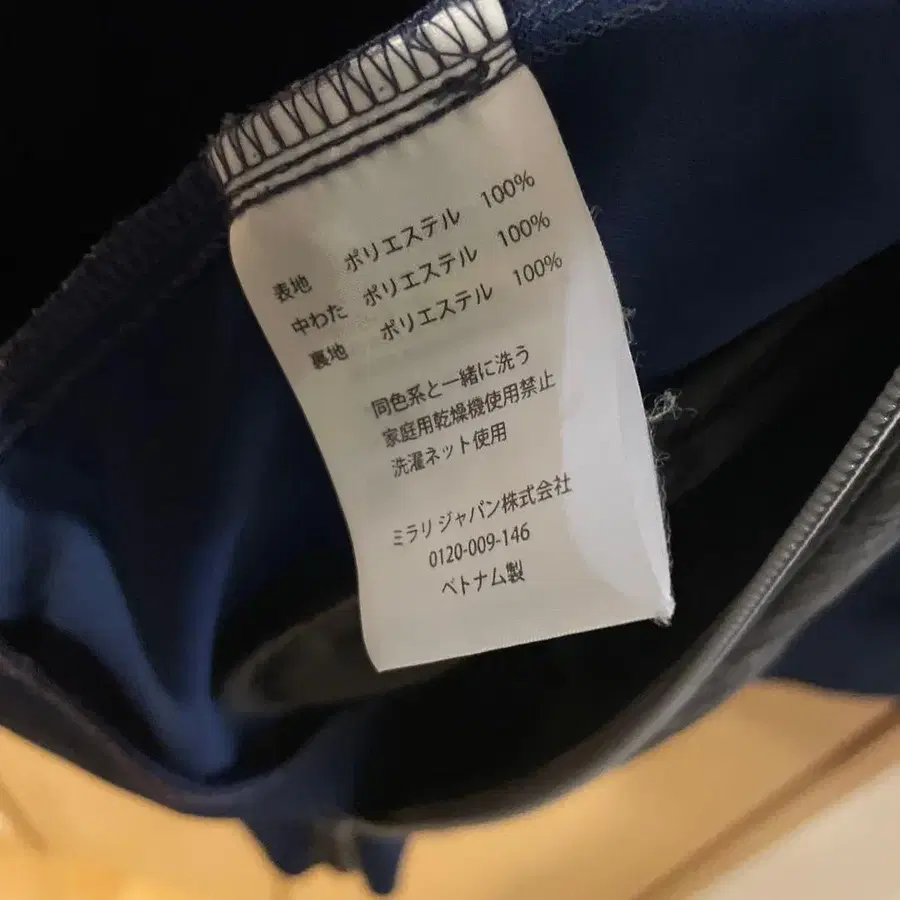 表地 ポリエステル 100%
中わた ポリエステル 100%
裏地 ポリエステル 100%
同色系と一緒に洗う
家庭用乾燥機使用禁止
洗濯ネット使用
ミラリ ジャパン株式会社
0120-009-146
ベトナム製